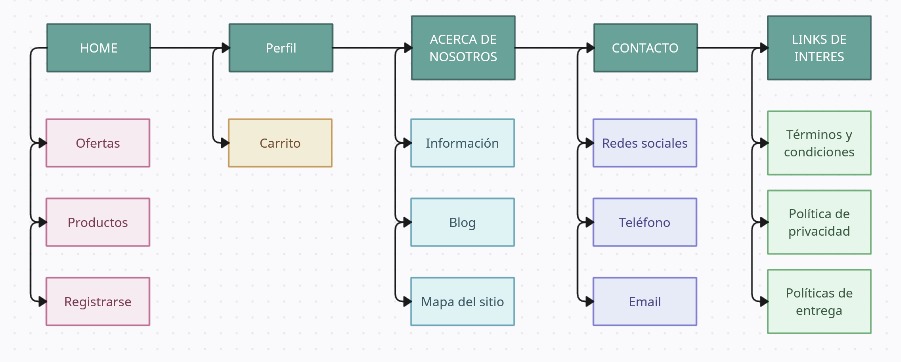 HOME
Perfil
ACERCA DE
NOSOTROS
CONTACTO
LINKS DE
INTERES
Ofertas
Carrito
Información
Redes sociales
Términos y
condiciones
Productos
Blog
Teléfono
Política de
privacidad
Registrarse
Mapa del sitio
Email
Políticas de
entrega